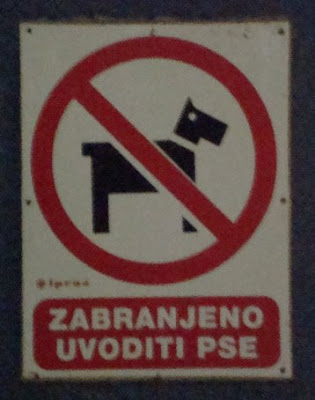 ZABRANJENO
UVODITI PSE